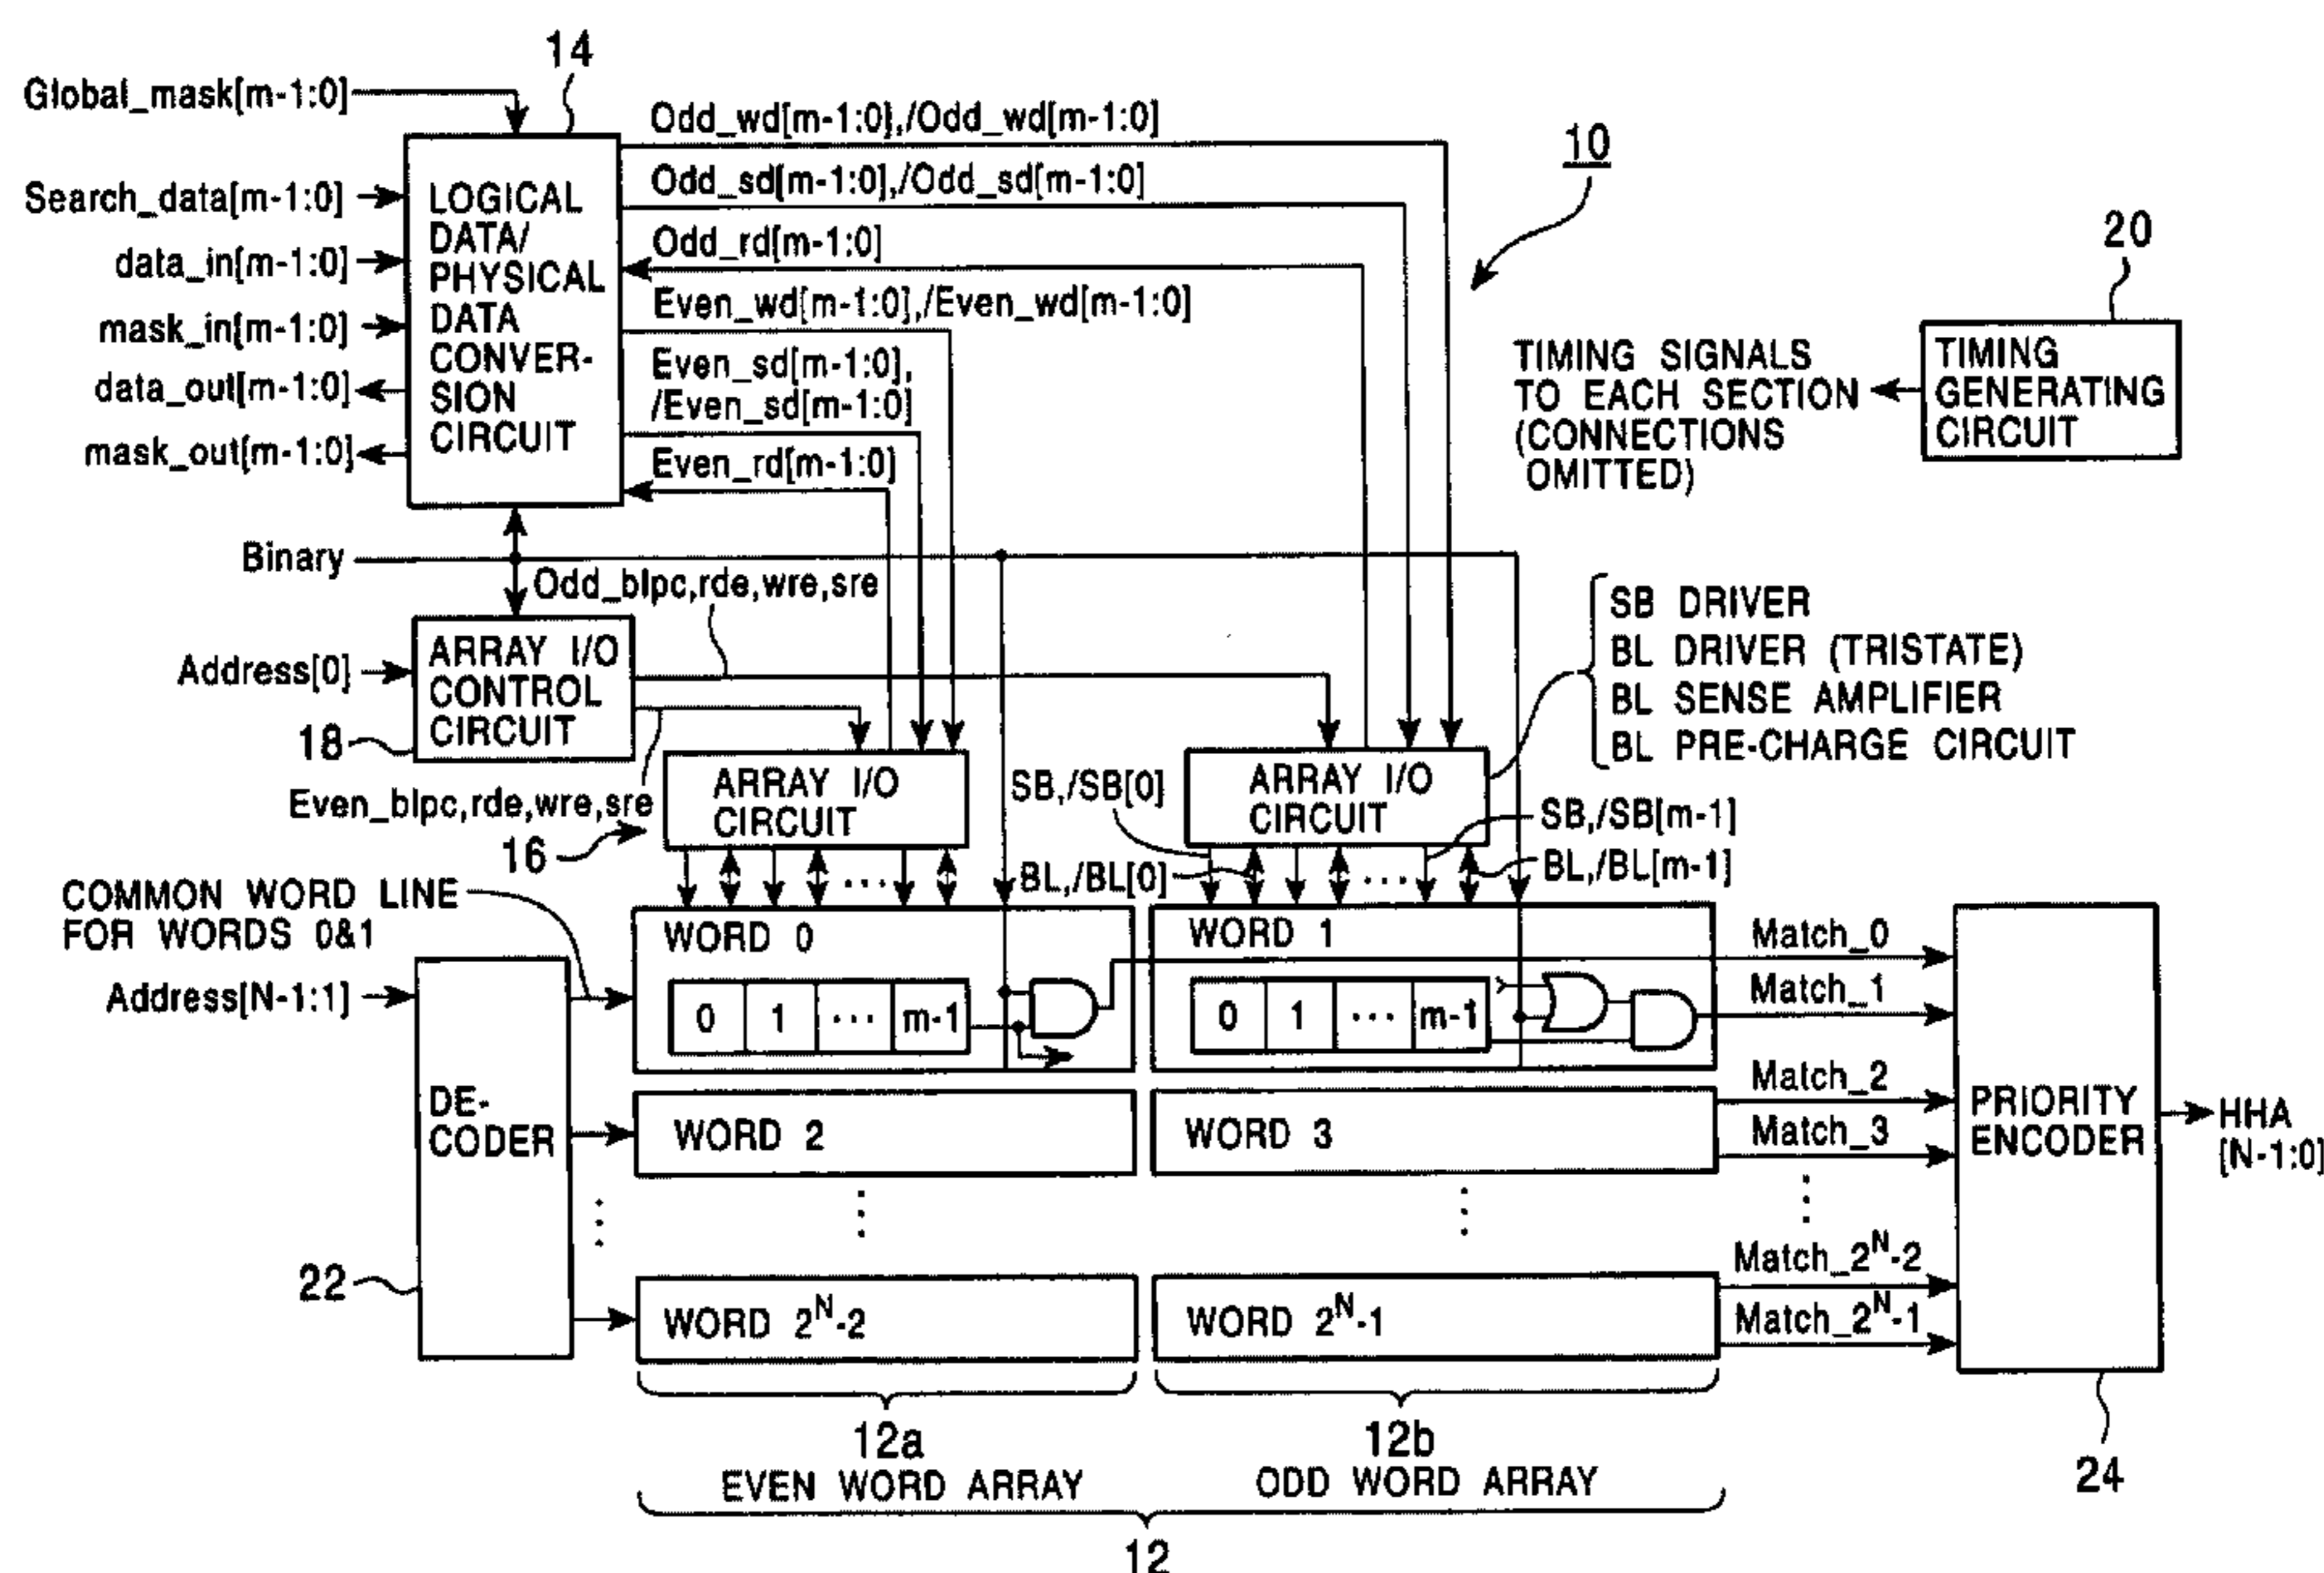 14
Global_mask[m-1:0]
Odd_wd[m-1:0],/Odd_wd[m-1:0]
10
Search_data[m-1:0]
LOGICAL
DATA/
PHYSICAL
DATA
CONVER-
SION
CIRCUIT
Odd_sd[m-1:0],/Odd_sd[m-1:0]
data_in[m-1:0]
Odd_rd[m-1:0]
20
mask_in[m-1:0]
Even_wd[m-1:0],/Even_wd[m-1:0]
data_out[m-1:0]
Even_sd[m-1:0],
/Even_sd[m-1:0]
mask_out[m-1:0]
Even_rd[m-1:0]
TIMING SIGNALS
TO EACH SECTION
(CONNECTIONS
OMITTED)
TIMING
GENERATING
CIRCUIT
Binary
Odd_blpc,rde,wre,sre
Address[0]
ARRAY I/O
CONTROL
CIRCUIT
18
SB DRIVER
BL DRIVER (TRISTATE)
BL SENSE AMPLIFIER
BL PRE-CHARGE CIRCUIT
Even_blpc,rde,wre,sre
16
ARRAY I/O
CIRCUIT
SB,/SB[0]
ARRAY I/O
CIRCUIT
SB,/SB[m-1]
BL,/BL[0]
...
...
BL,/BL[m-1]
COMMON WORD LINE
FOR WORDS 0&1
WORD 0
WORD 1
Match_0
Address[N-1:1]
0 1 ... m-1
0 1 ... m-1
Match_1
DE-
CODER
WORD 2
WORD 3
Match_2
Match_3
PRIORITY
ENCODER
HHA
[N-1:0]
22
WORD 2^N-2
WORD 2^N-1
Match_2^N-2
Match_2^N-1
12a
EVEN WORD ARRAY
12b
ODD WORD ARRAY
24
12